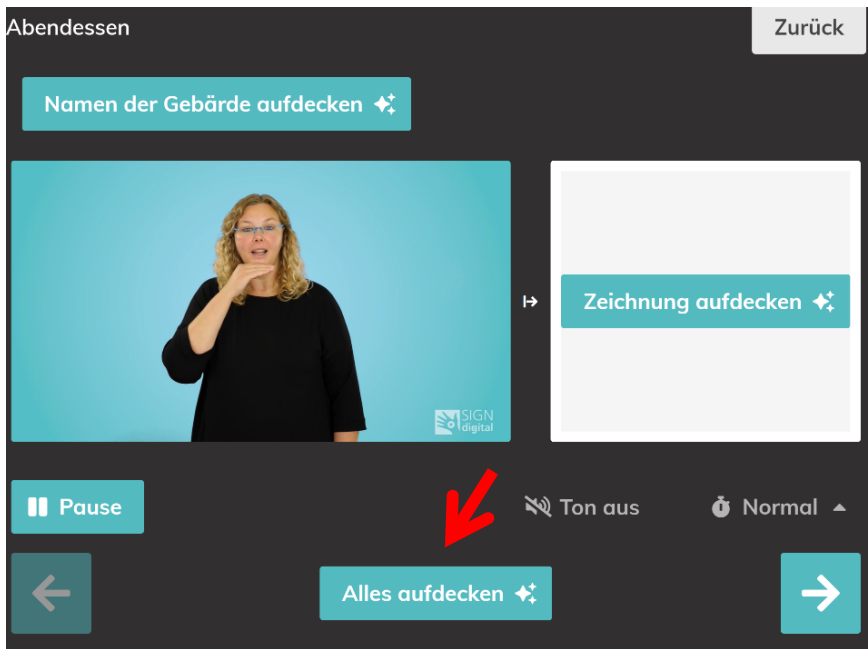 Abendessen
Zurück
Namen der Gebärde aufdecken
Zeichnung aufdecken
SIGN
digital
Pause
Ton aus
Normal
Alles aufdecken